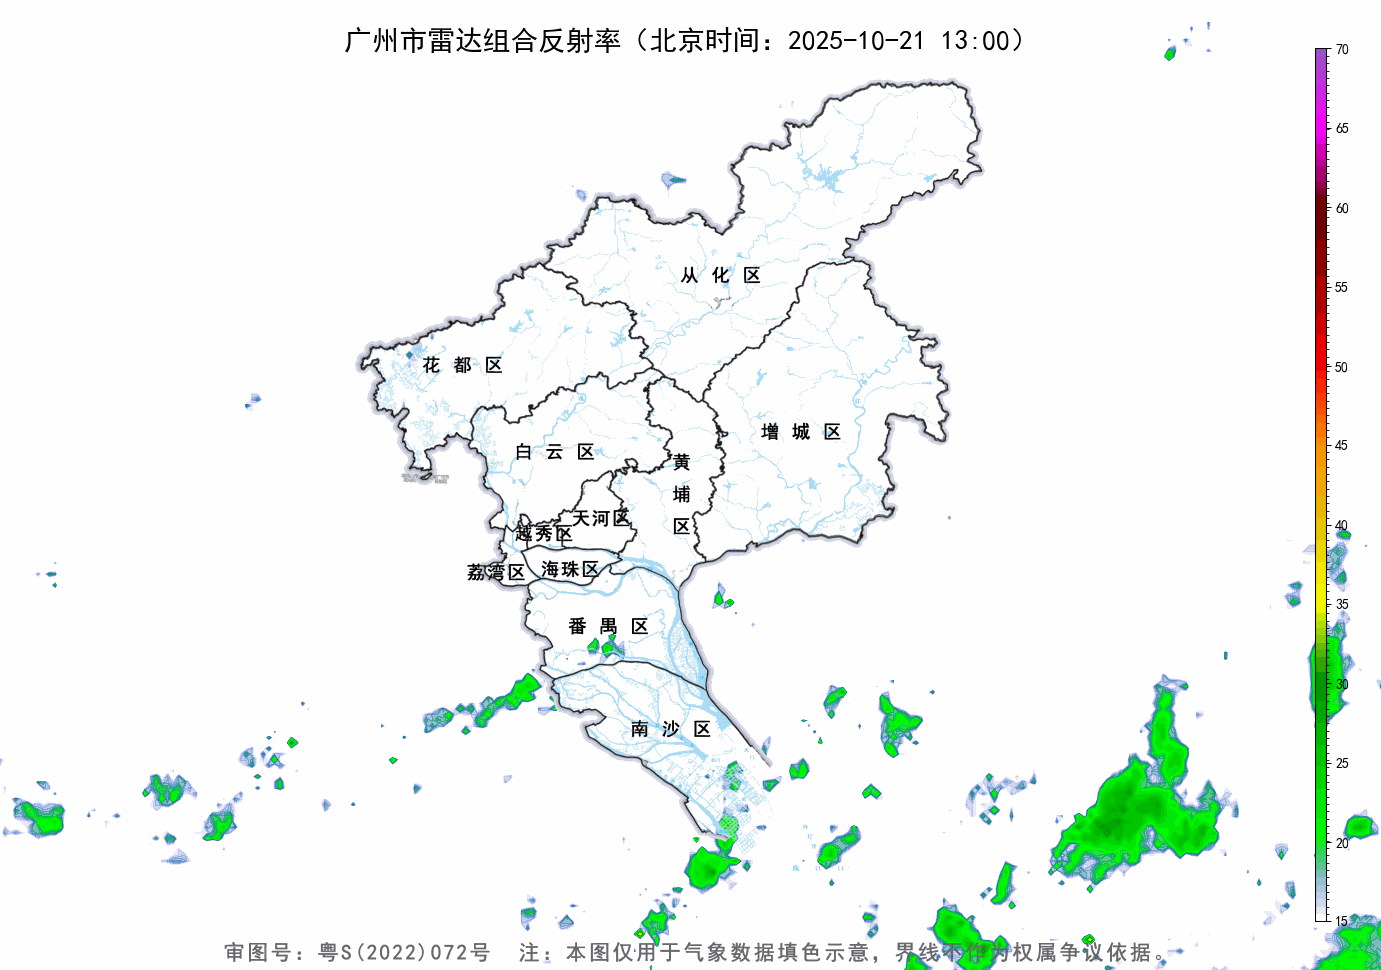 广州市雷达组合反射率（北京时间：2025-10-21 13:00）
70
65
60
55
50
45
40
35
30
25
20
15
从化区
花都区
增城区
白云区
黄埔区
天河区
越秀区
荔湾区
海珠区
番禺区
南沙区
审图号：粤S(2022)072号 注：本图仅用于气象数据填色示意，界线不作为权属争议依据。